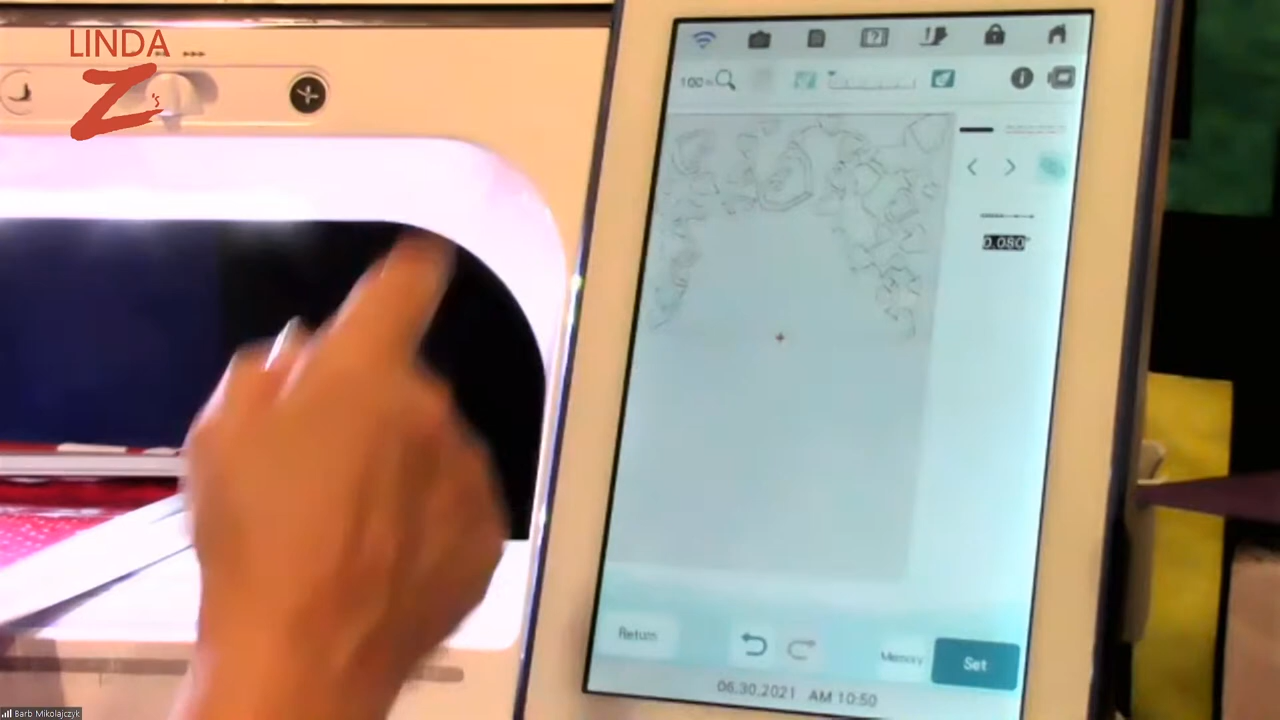 LINDA
Z's
100%
0.080"
Return
Memory
Set
06.30.2021 AM 10:50
Barb Mikolajczyk